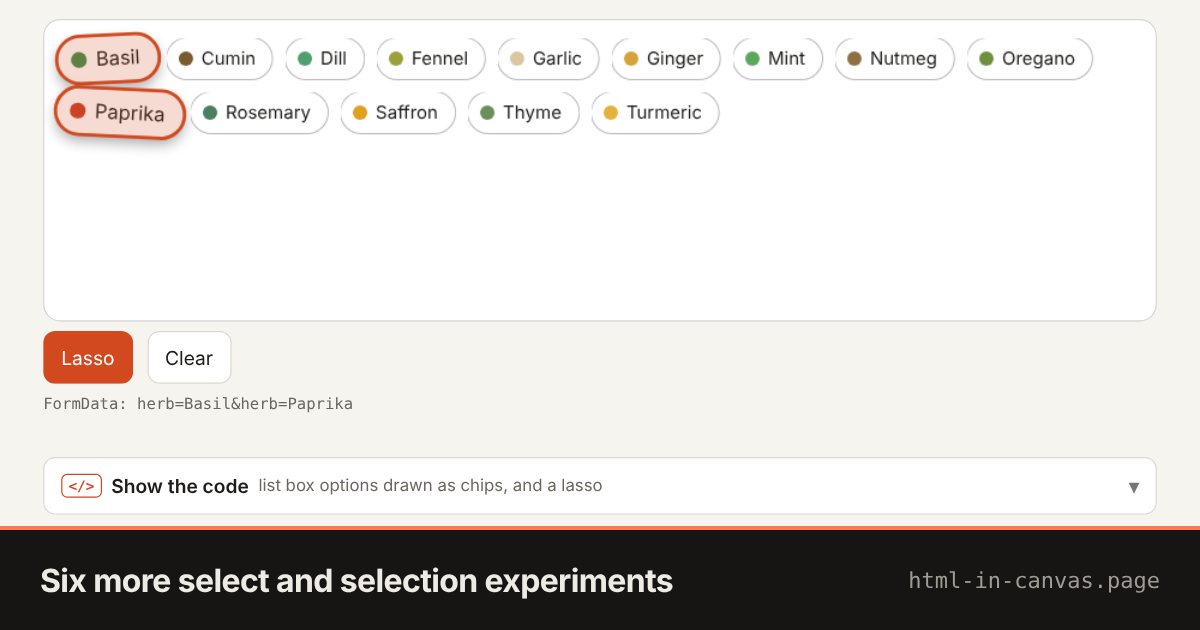 Basil Cumin Dill Fennel Garlic Ginger Mint Nutmeg Oregano
Paprika Rosemary Saffron Thyme Turmeric
Lasso Clear
FormData: herb=Basil&herb=Paprika
</> Show the code list box options drawn as chips, and a lasso ▼
Six more select and selection experiments html-in-canvas.page